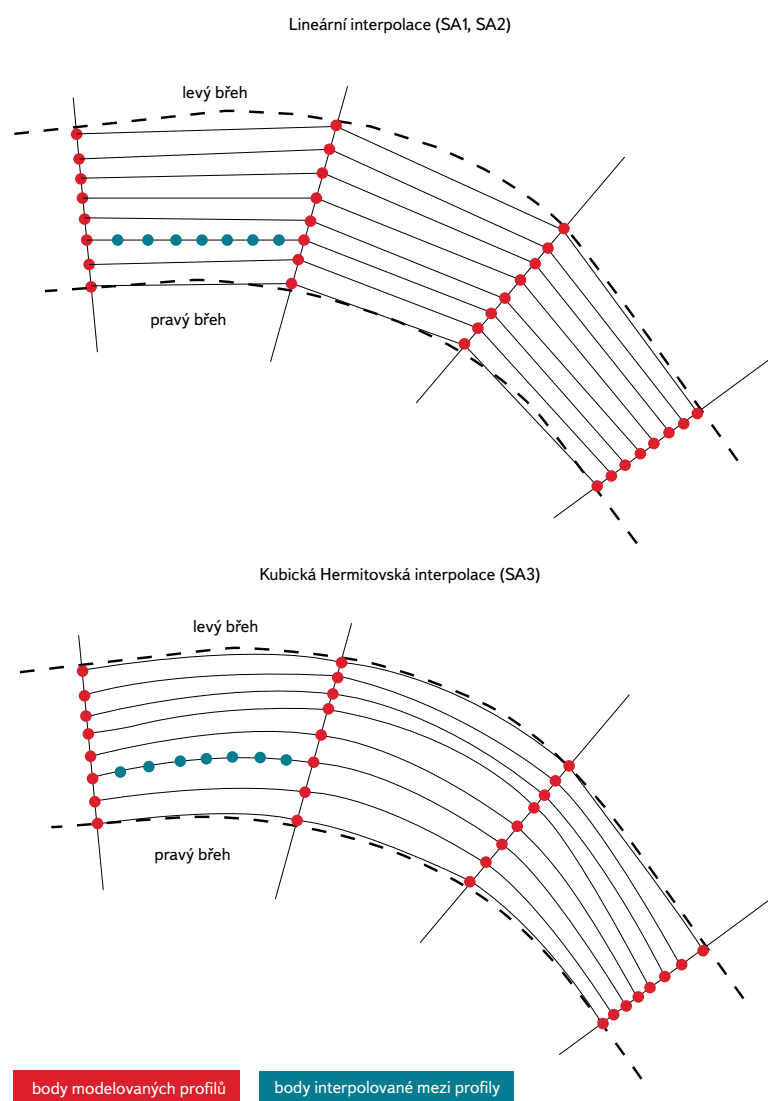 Lineární interpolace (SA1, SA2)
levý břeh
pravý břeh
Kubická Hermitovská interpolace (SA3)
levý břeh
pravý břeh
body modelovaných profilů
body interpolované mezi profily